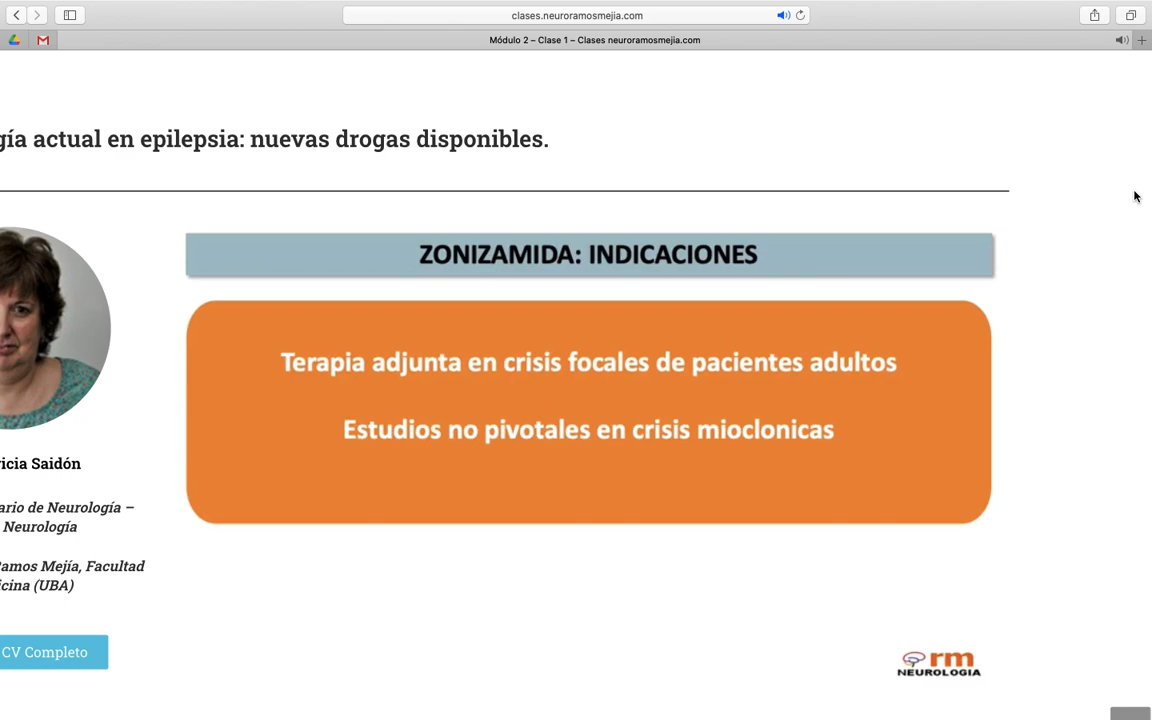 clases.neuroramosmejia.com
Módulo 2 – Clase 1 – Clases neuroramosmejia.com
gía actual en epilepsia: nuevas drogas disponibles.
ZONIZAMIDA: INDICACIONES
Terapia adjunta en crisis focales de pacientes adultos
Estudios no pivotales en crisis mioclonicas
ricia Saidón
ario de Neurología –
Neurología
Ramos Mejía, Facultad
icina (UBA)
CV Completo
rm
NEUROLOGIA